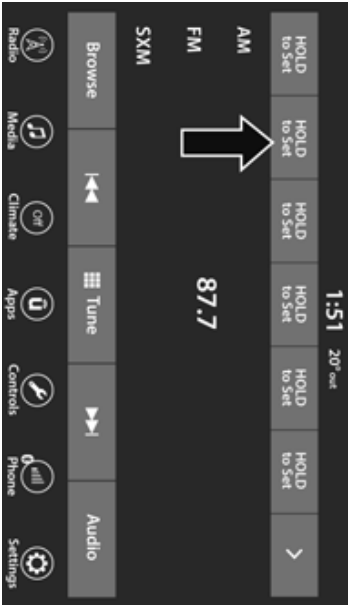 1:51 20° out
HOLD
to Set
HOLD
to Set
HOLD
to Set
HOLD
to Set
HOLD
to Set
HOLD
to Set
AM
FM
SXM
87.7
Browse
Tune
Audio
Off
Radio
Media
Climate
Apps
Controls
Phone
Settings